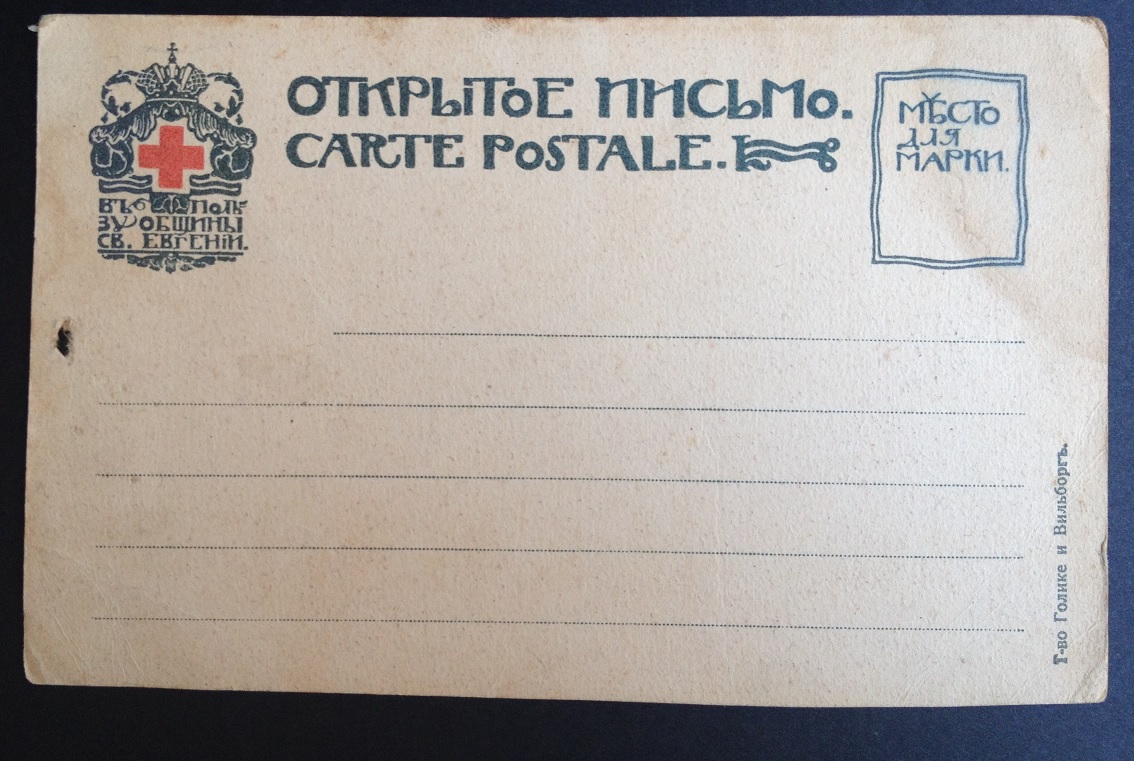 ОТКРЫТОЕ ПИСЬМО.
CARTE POSTALE.
МѢСТО
ДЛЯ
МАРКИ.
ВЪ ПОЛЬ-
ЗУ ОБЩИНЫ
СВ. ЕВГЕНІИ.
Т-во Голике и Вильборгъ.